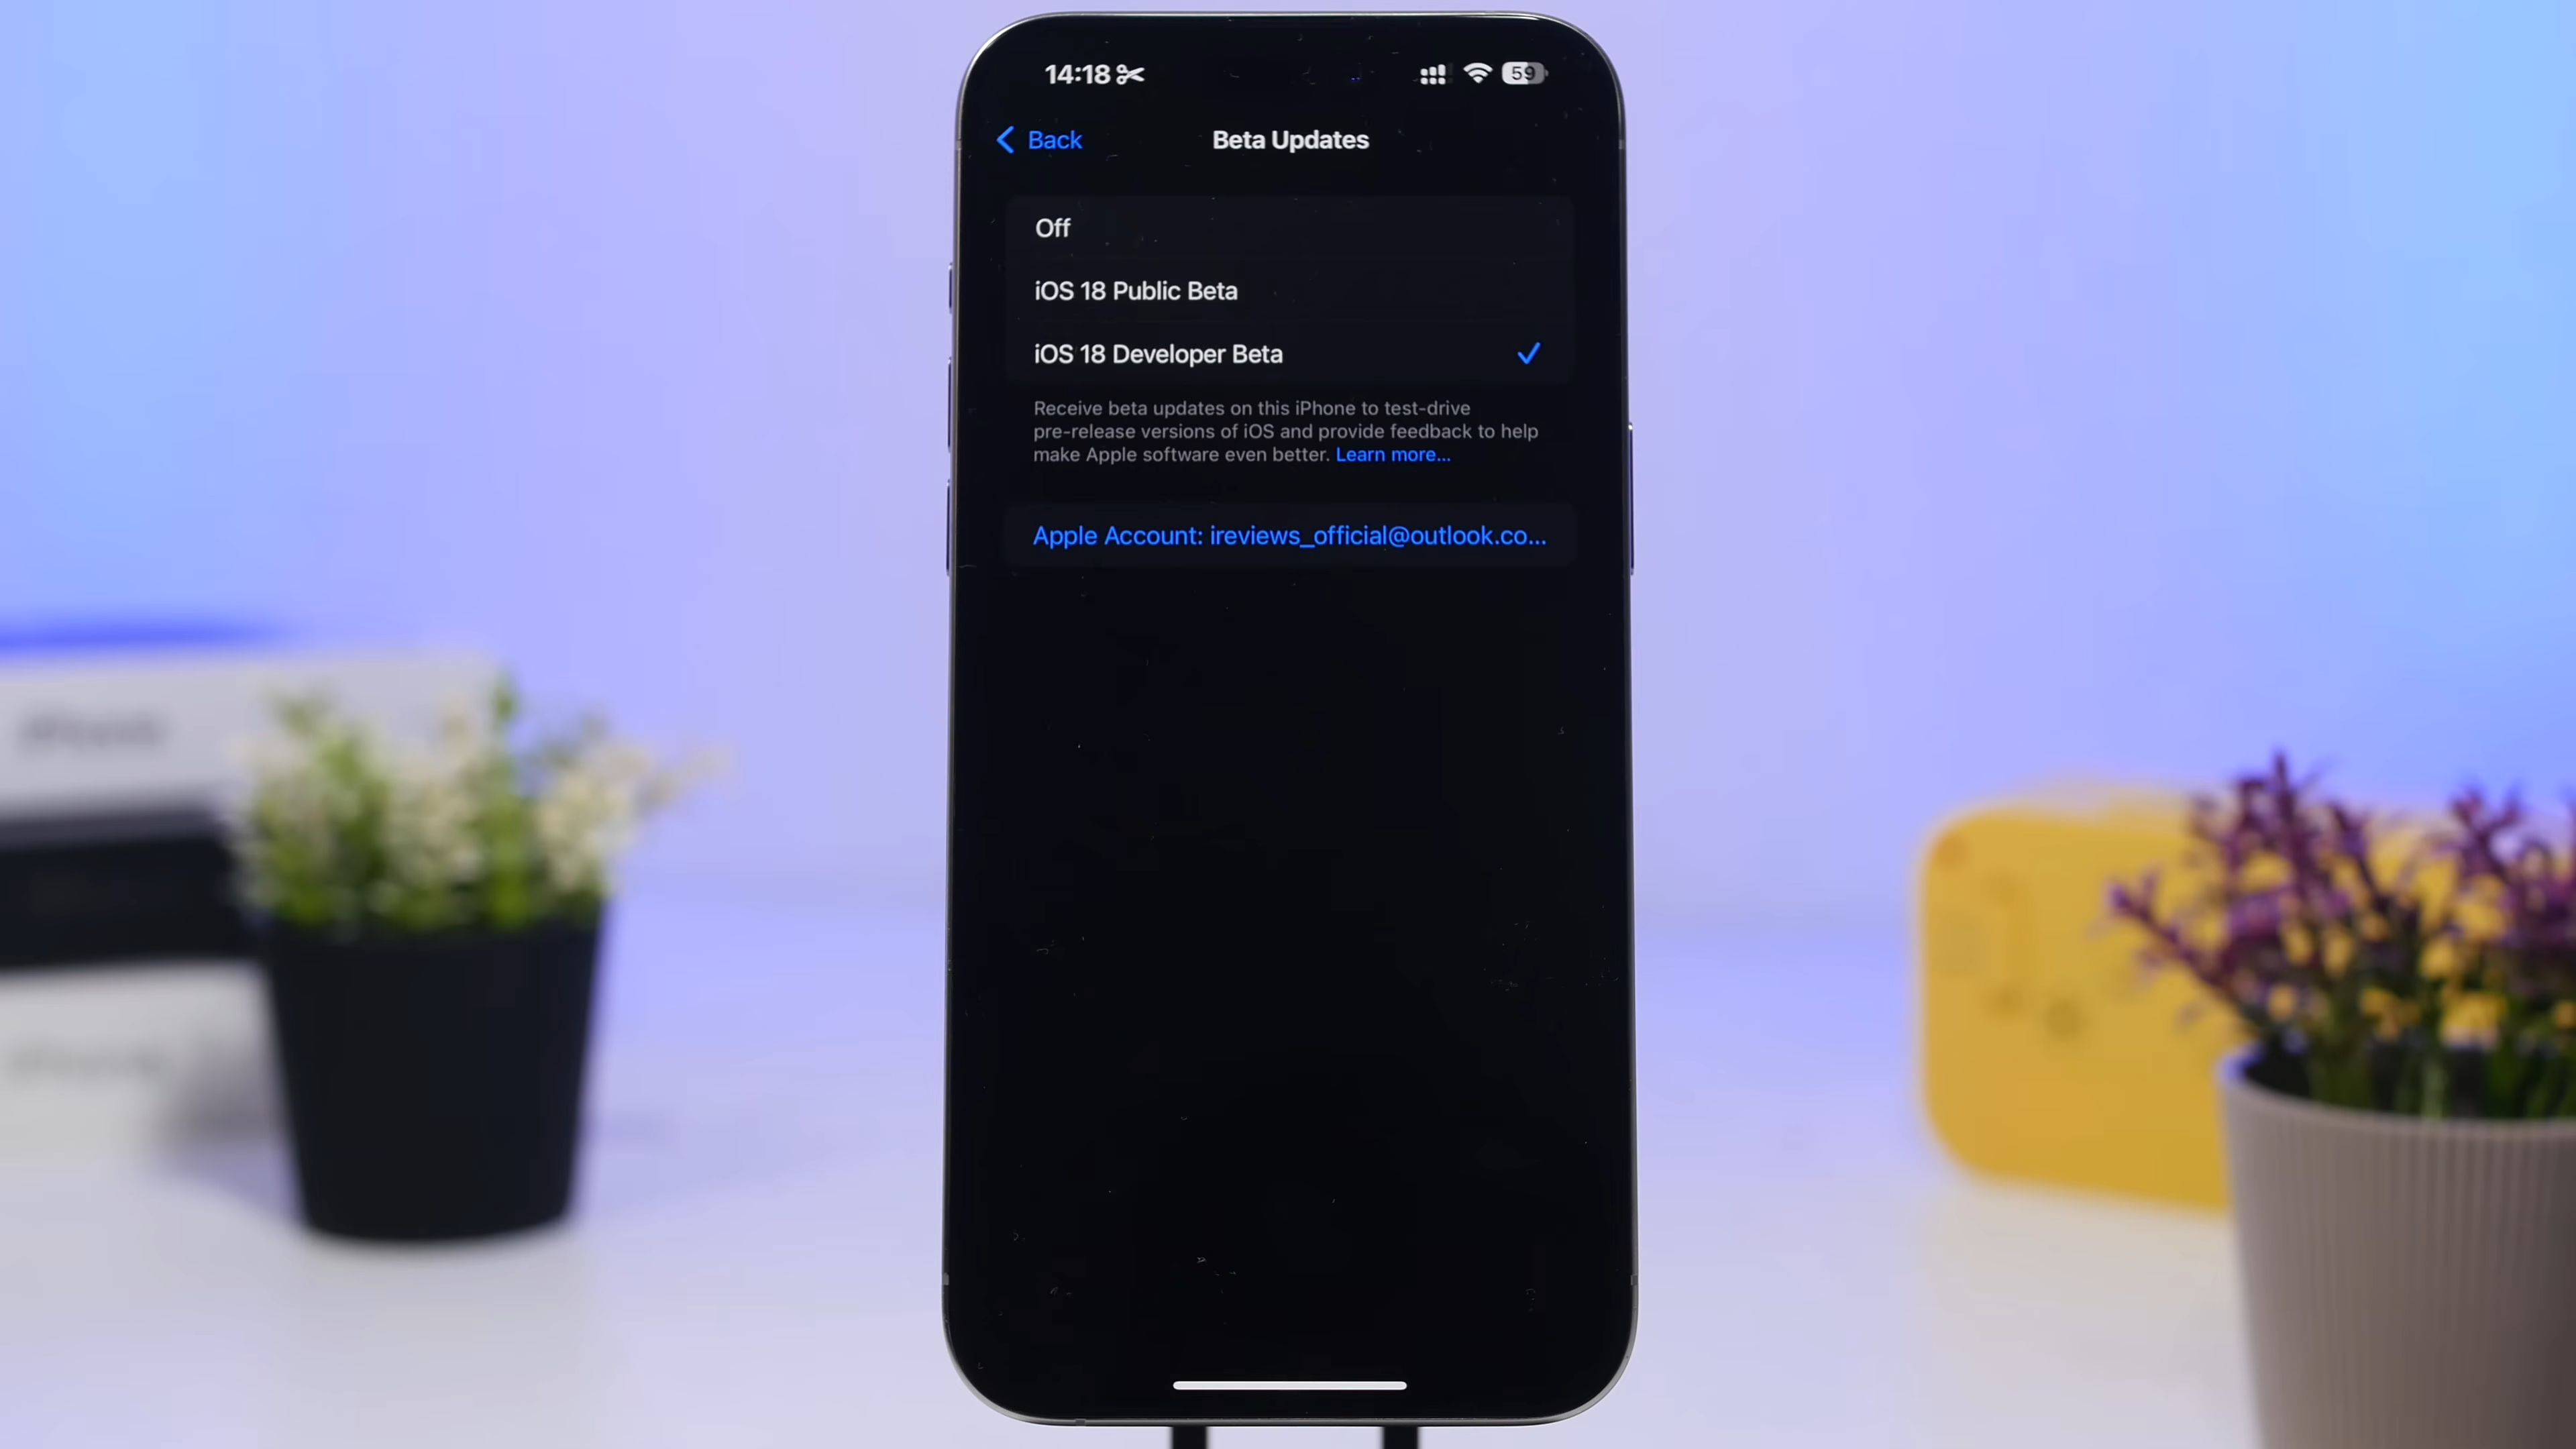 14:18
59
Back
Beta Updates
Off
iOS 18 Public Beta
iOS 18 Developer Beta
Receive beta updates on this iPhone to test-drive
pre-release versions of iOS and provide feedback to help
make Apple software even better. Learn more...
Apple Account: ireviews_official@outlook.co...
iPhone